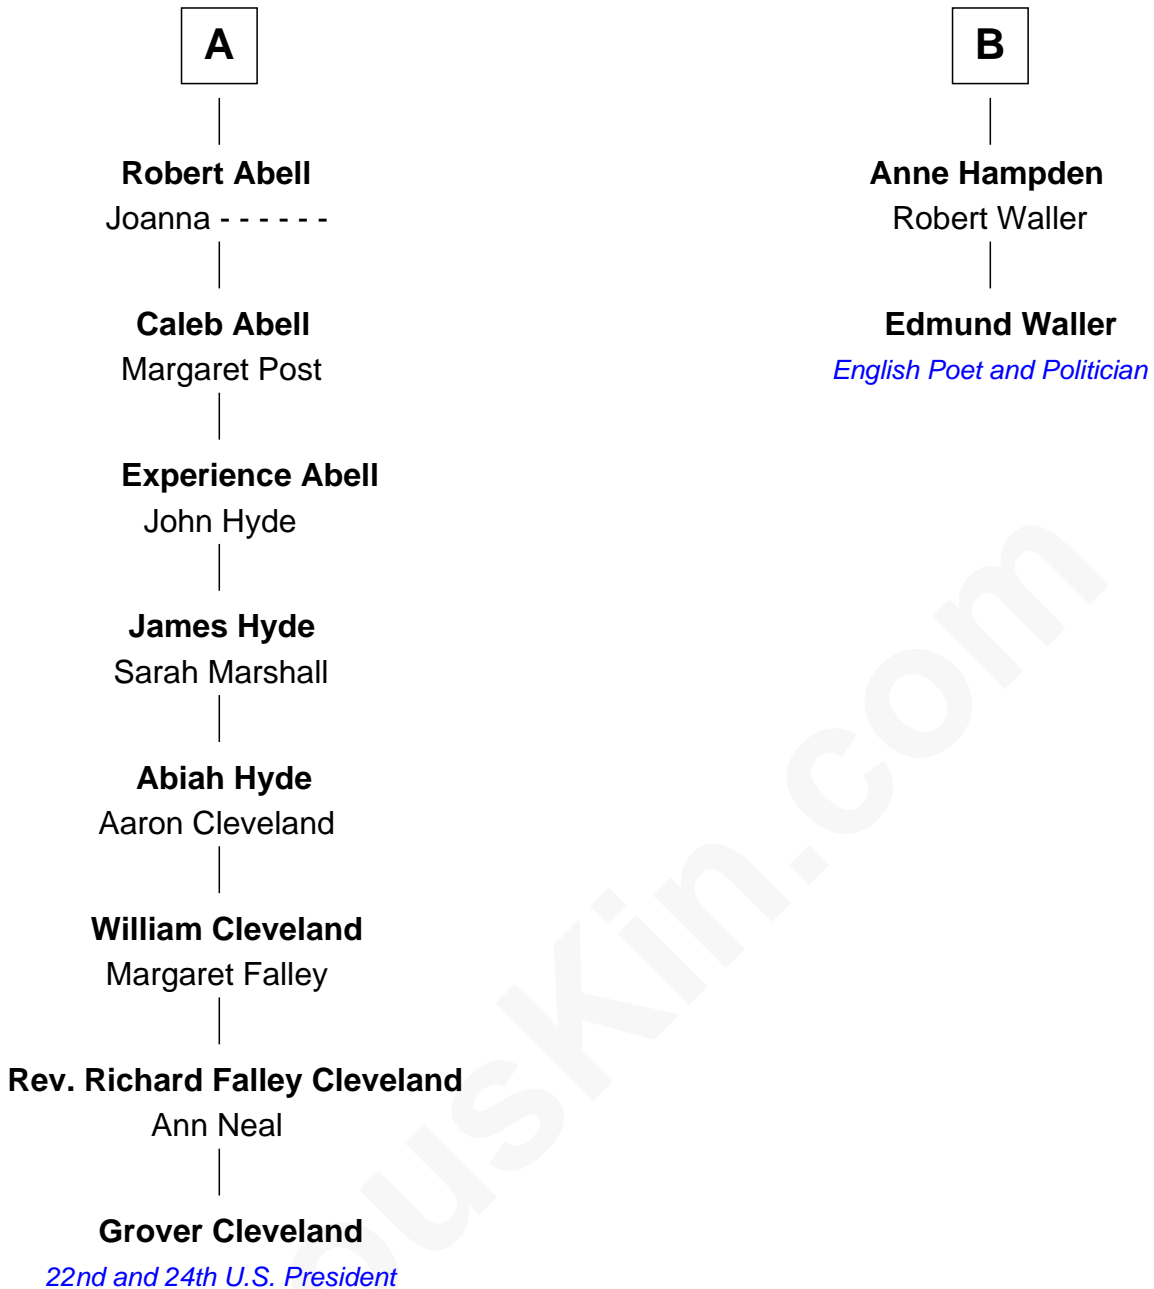 A
Robert Abell
Joanna - - - - - -
Caleb Abell
Margaret Post
Experience Abell
John Hyde
James Hyde
Sarah Marshall
Abiah Hyde
Aaron Cleveland
William Cleveland
Margaret Falley
Rev. Richard Falley Cleveland
Ann Neal
Grover Cleveland
22nd and 24th U.S. President
B
Anne Hampden
Robert Waller
Edmund Waller
English Poet and Politician
ousKin.com